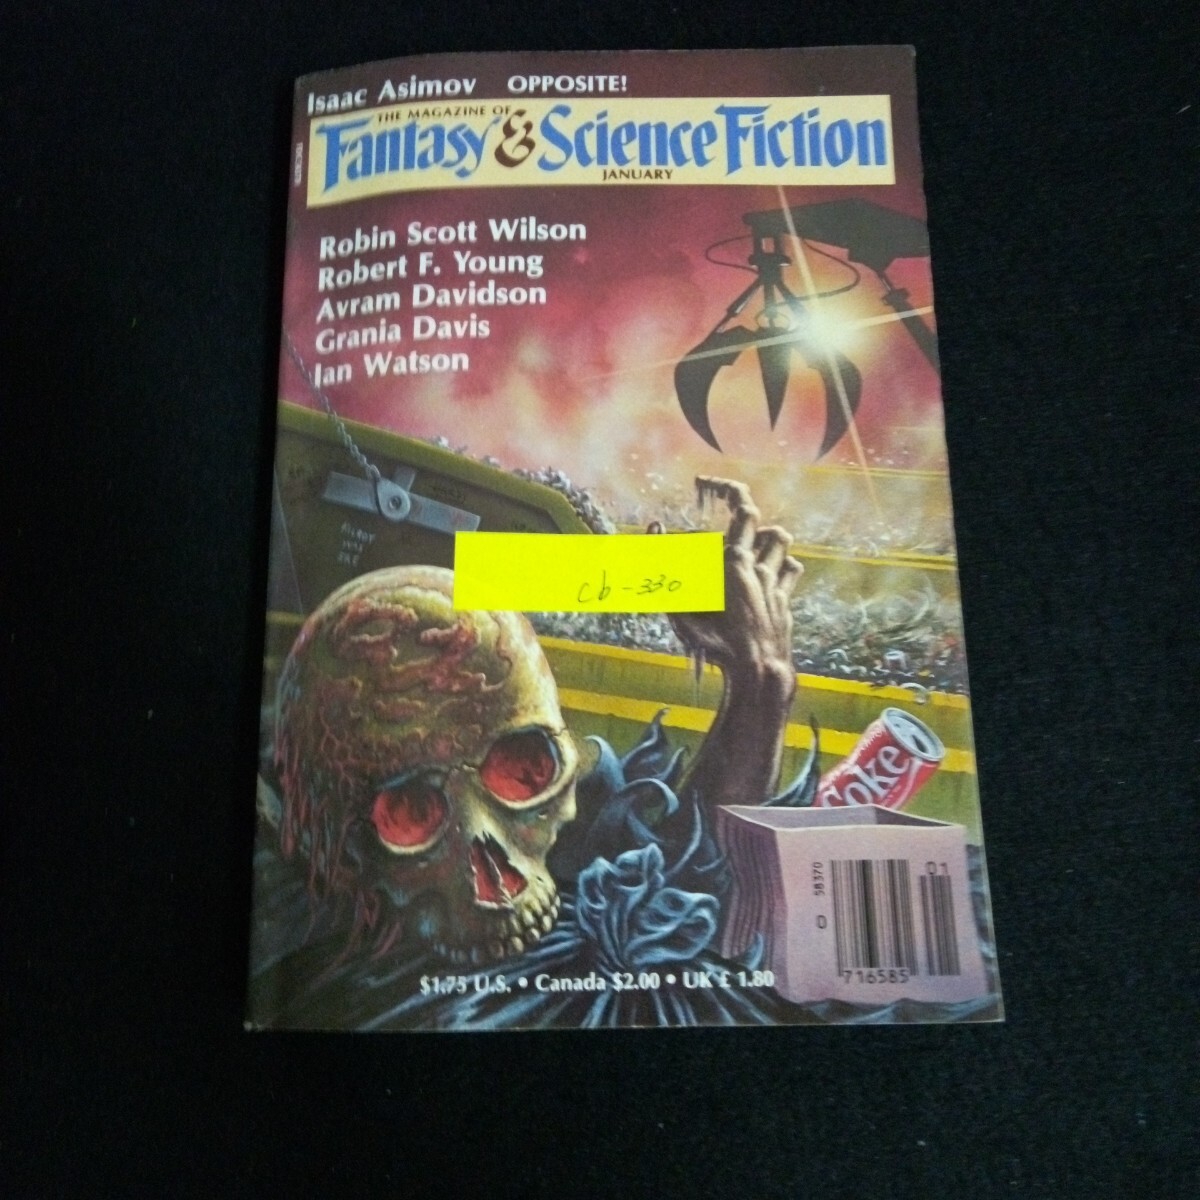 Isaac Asimov OPPOSITE!
THE MAGAZINE OF
Fantasy & Science Fiction
JANUARY
Robin Scott Wilson
Robert F. Young
Avram Davidson
Grania Davis
Ian Watson
cb-330
Coke
58370
0
01
716585
$1.75 U.S. • Canada $2.00 • UK £ 1.80